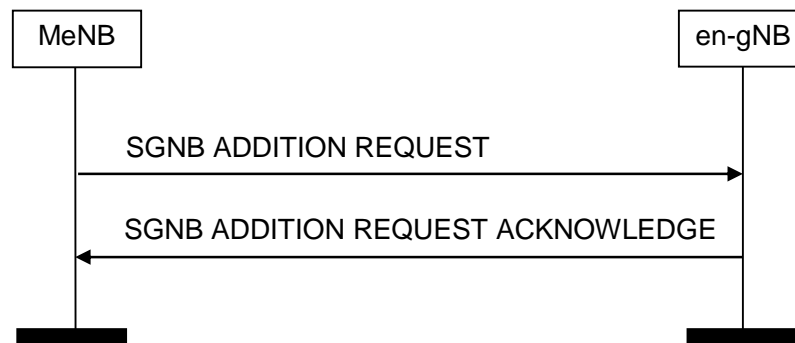 MeNB
en-gNB
SGNB ADDITION REQUEST
SGNB ADDITION REQUEST ACKNOWLEDGE